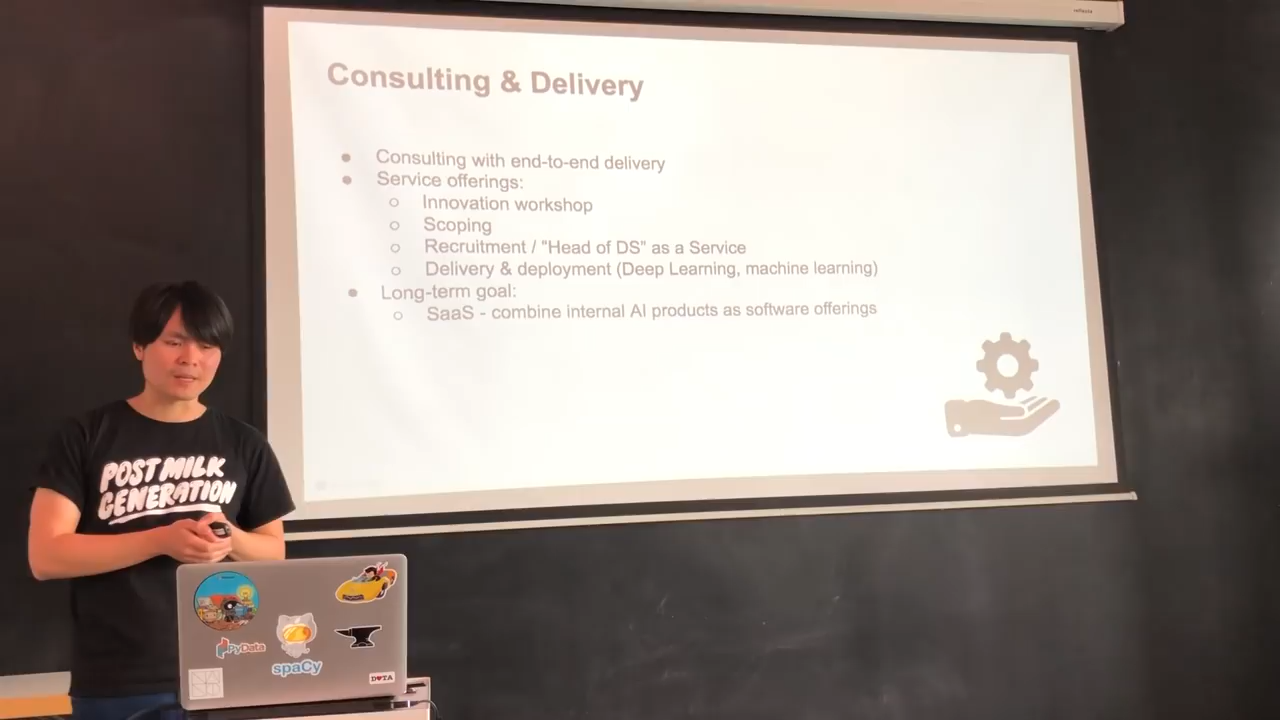 reflecta
Consulting & Delivery
● Consulting with end-to-end delivery
● Service offerings:
○ Innovation workshop
○ Scoping
○ Recruitment / "Head of DS" as a Service
○ Delivery & deployment (Deep Learning, machine learning)
● Long-term goal:
○ SaaS - combine internal AI products as software offerings
POST MILK
GENERATION
PyData
spaCy
D♥TA